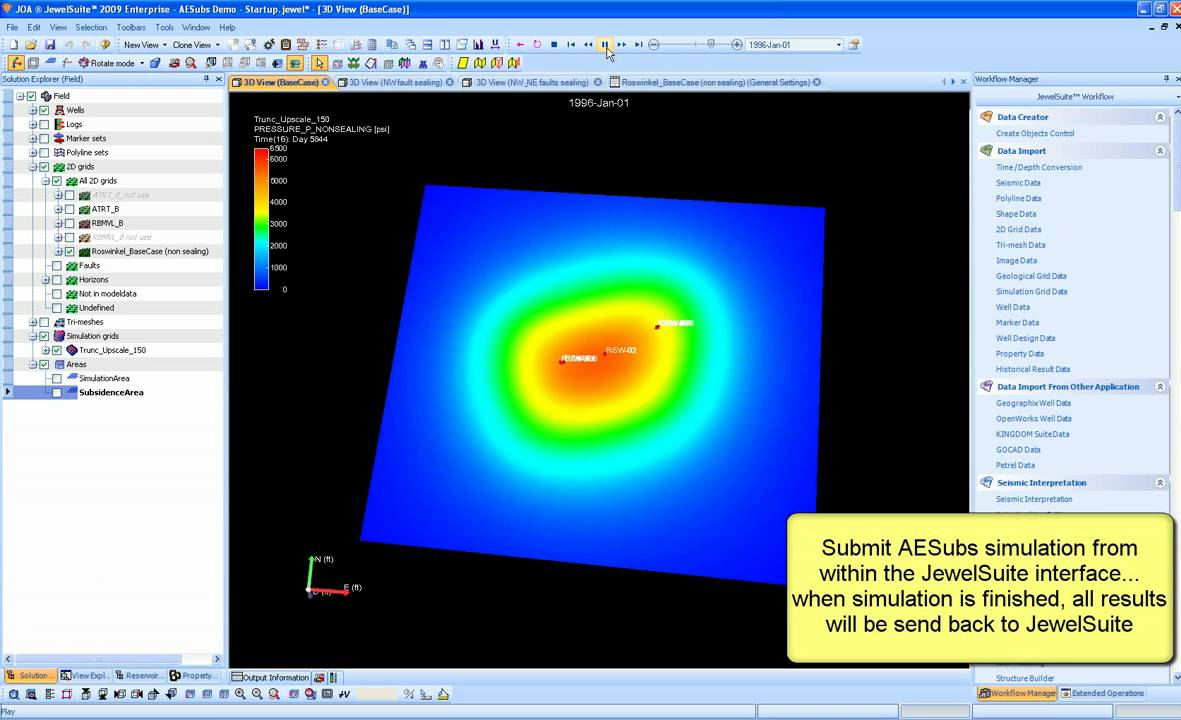 JOA ® JewelSuite™ 2009 Enterprise - AESubs Demo - Startup.jewel* - [3D View (BaseCase)]
File Edit View Selection Toolbars Tools Window Help
New View Clone View 1996-Jan-01
Rotate mode
Solution Explorer (Field)
3D View (BaseCase) 3D View (NW fault sealing) 3D View (NW_NE faults sealing) Roswinkel_BaseCase (non sealing) (General Settings)
Workflow Manager
JewelSuite™ Workflow
Field
Wells
Logs
Marker sets
Polyline sets
2D grids
All 2D grids
ATRT_B_not use
ATRT_B
RBMVL_B
RBMVL_B not use
Roswinkel_BaseCase (non sealing)
Faults
Horizons
Not in modeldata
Undefined
Tri-meshes
Simulation grids
Trunc_Upscale_150
Areas
SimulationArea
SubsidenceArea
1996-Jan-01
Trunc_Upscale_150
PRESSURE_P_NONSEALING [psi]
Time(16): Day 5844
6500
6000
5000
4000
3000
2000
1000
0
RSW-03
N (ft)
E (ft)
Data Creator
Create Objects Control
Data Import
Time / Depth Conversion
Seismic Data
Polyline Data
Shape Data
2D Grid Data
Tri-mesh Data
Image Data
Geological Grid Data
Simulation Grid Data
Well Data
Marker Data
Well Design Data
Property Data
Historical Result Data
Data Import From Other Application
Geographix Well Data
OpenWorks Well Data
KINGDOM Suite Data
GOCAD Data
Petrel Data
Seismic Interpretation
Seismic Interpretation
Submit AESubs simulation from
within the JewelSuite interface...
when simulation is finished, all results
will be send back to JewelSuite
Structure Builder
Solution... View Expl... Reservoir... Property...
Output Information
Workflow Manager Extended Operations
Play